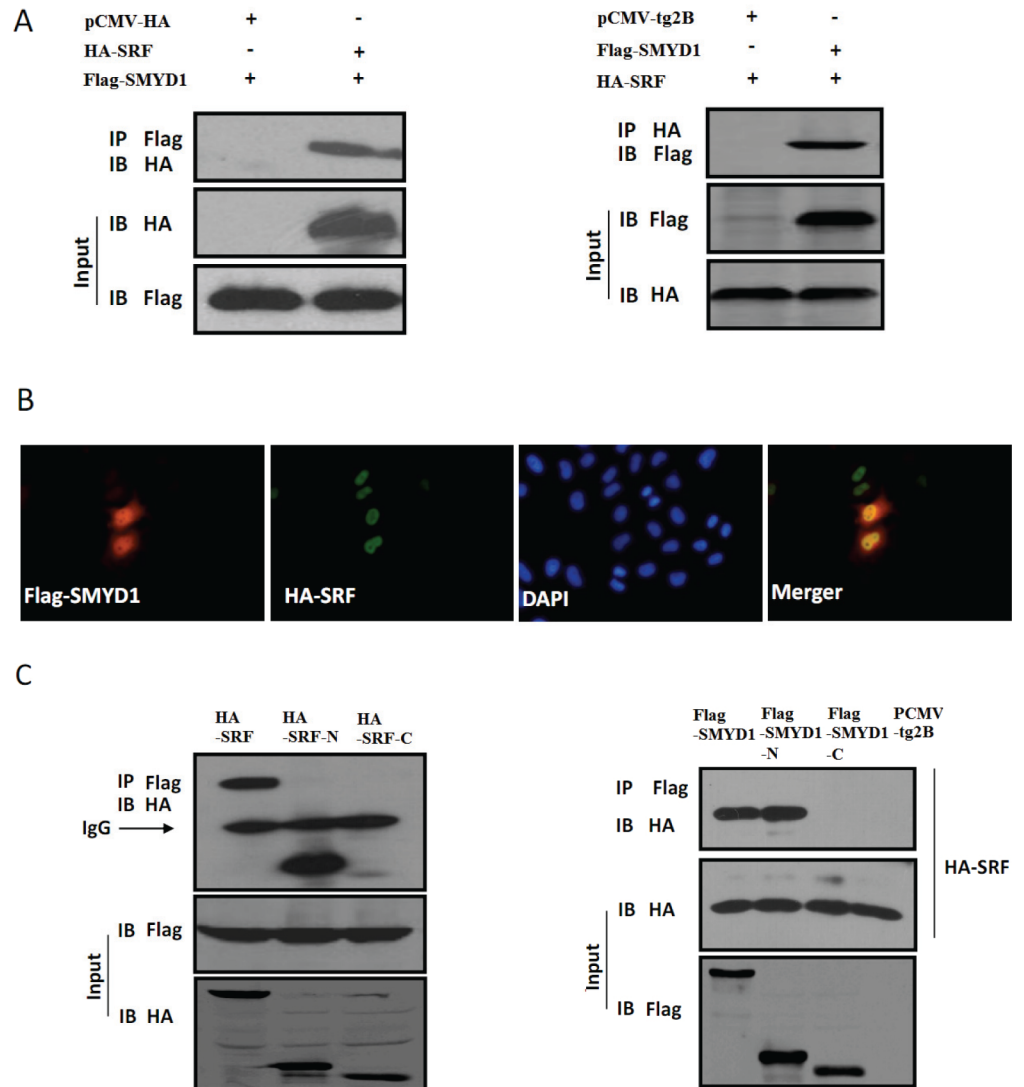 A
pCMV-HA + -
HA-SRF - +
Flag-SMYD1 + +
IP Flag
IB HA
IB HA
IB Flag
Input
pCMV-tg2B + -
Flag-SMYD1 - +
HA-SRF + +
IP HA
IB Flag
IB Flag
IB HA
Input
B
Flag-SMYD1
HA-SRF
DAPI
Merger
C
HA HA HA
-SRF -SRF-N -SRF-C
IP Flag
IB HA
IgG
IB Flag
IB HA
Input
Flag Flag Flag PCMV
-SMYD1 -SMYD1 -SMYD1 -tg2B
-N -C
IP Flag
IB HA
IB HA
IB Flag
Input
HA-SRF